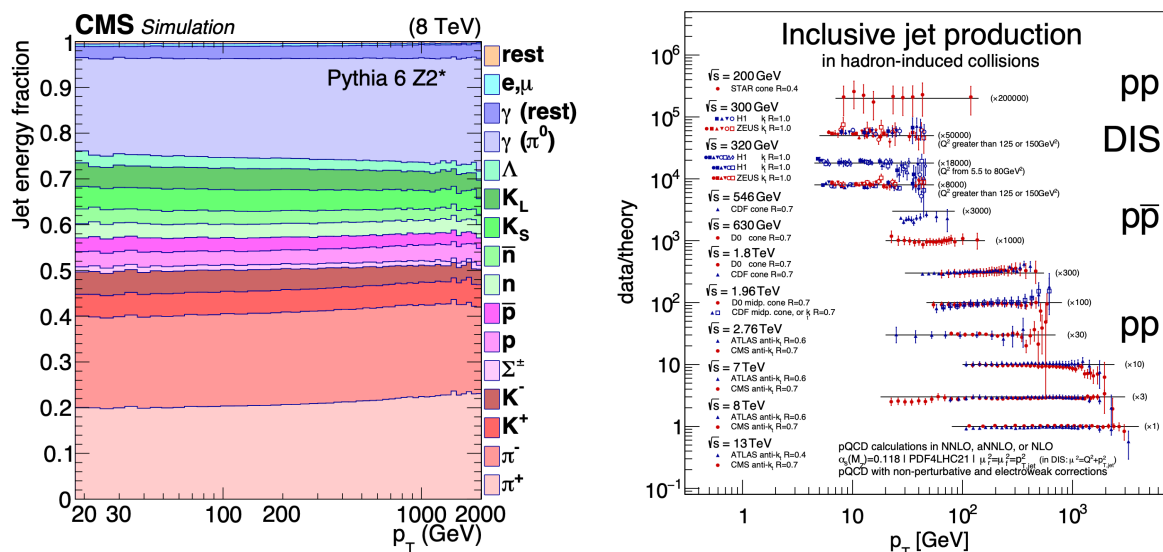 CMS Simulation (8 TeV)
Pythia 6 Z2*
Jet energy fraction
1
0.9
0.8
0.7
0.6
0.5
0.4
0.3
0.2
0.1
0
20 30 100 200 1000 2000
p_T (GeV)
rest
e,μ
γ (rest)
γ (π⁰)
Λ
K_L
K_S
n̅
n
p̅
p
Σ^±
K⁻
K⁺
π⁻
π⁺
Inclusive jet production
in hadron-induced collisions
data/theory
10⁶
10⁵
10⁴
10³
10²
10
1
10⁻¹
√s = 200 GeV
STAR cone R=0.4
√s = 300 GeV
H1 k_t R=1.0
ZEUS k_t R=1.0
√s = 320 GeV
H1 k_t R=1.0
H1 k_t R=1.0
ZEUS k_t R=1.0
√s = 546 GeV
CDF cone R=0.7
√s = 630 GeV
D0 cone R=0.7
√s = 1.8 TeV
D0 cone R=0.7
CDF cone R=0.7
√s = 1.96 TeV
D0 midp. cone R=0.7
CDF midp. cone, or k_t R=0.7
√s = 2.76 TeV
ATLAS anti-k_t R=0.6
CMS anti-k_t R=0.7
√s = 7 TeV
ATLAS anti-k_t R=0.6
CMS anti-k_t R=0.7
√s = 8 TeV
ATLAS anti-k_t R=0.6
CMS anti-k_t R=0.7
√s = 13 TeV
ATLAS anti-k_t R=0.4
CMS anti-k_t R=0.7
(×200000)
(×50000)
(Q² greater than 125 or 150GeV²)
(×18000)
(Q² from 5.5 to 80GeV²)
(×8000)
(Q² greater than 125 or 150GeV²)
(×3000)
(×1000)
(×300)
(×100)
(×30)
(×10)
(×3)
(×1)
pp
DIS
pp̅
pp
pQCD calculations in NNLO, aNNLO, or NLO
α_s(M_Z)=0.118 | PDF4LHC21 | μ_r²=μ_f²=p²_T,jet (in DIS: μ²=Q²+p²_T,jet)
pQCD with non-perturbative and electroweak corrections
1 10 10² 10³
p_T [GeV]